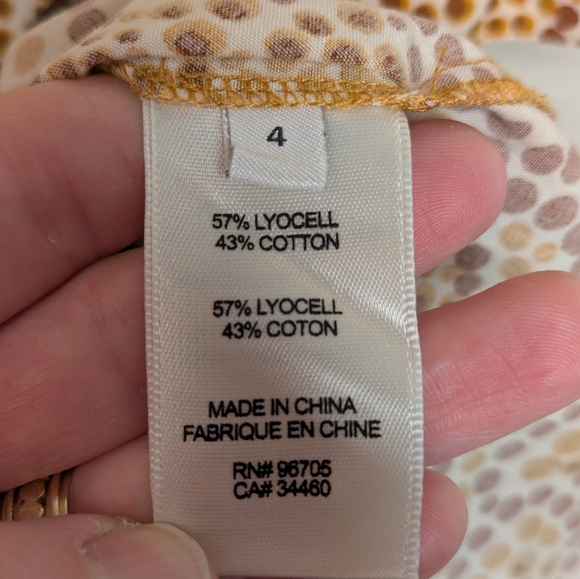 4
57% LYOCELL
43% COTTON
57% LYOCELL
43% COTON
MADE IN CHINA
FABRIQUE EN CHINE
RN# 96705
CA# 34460